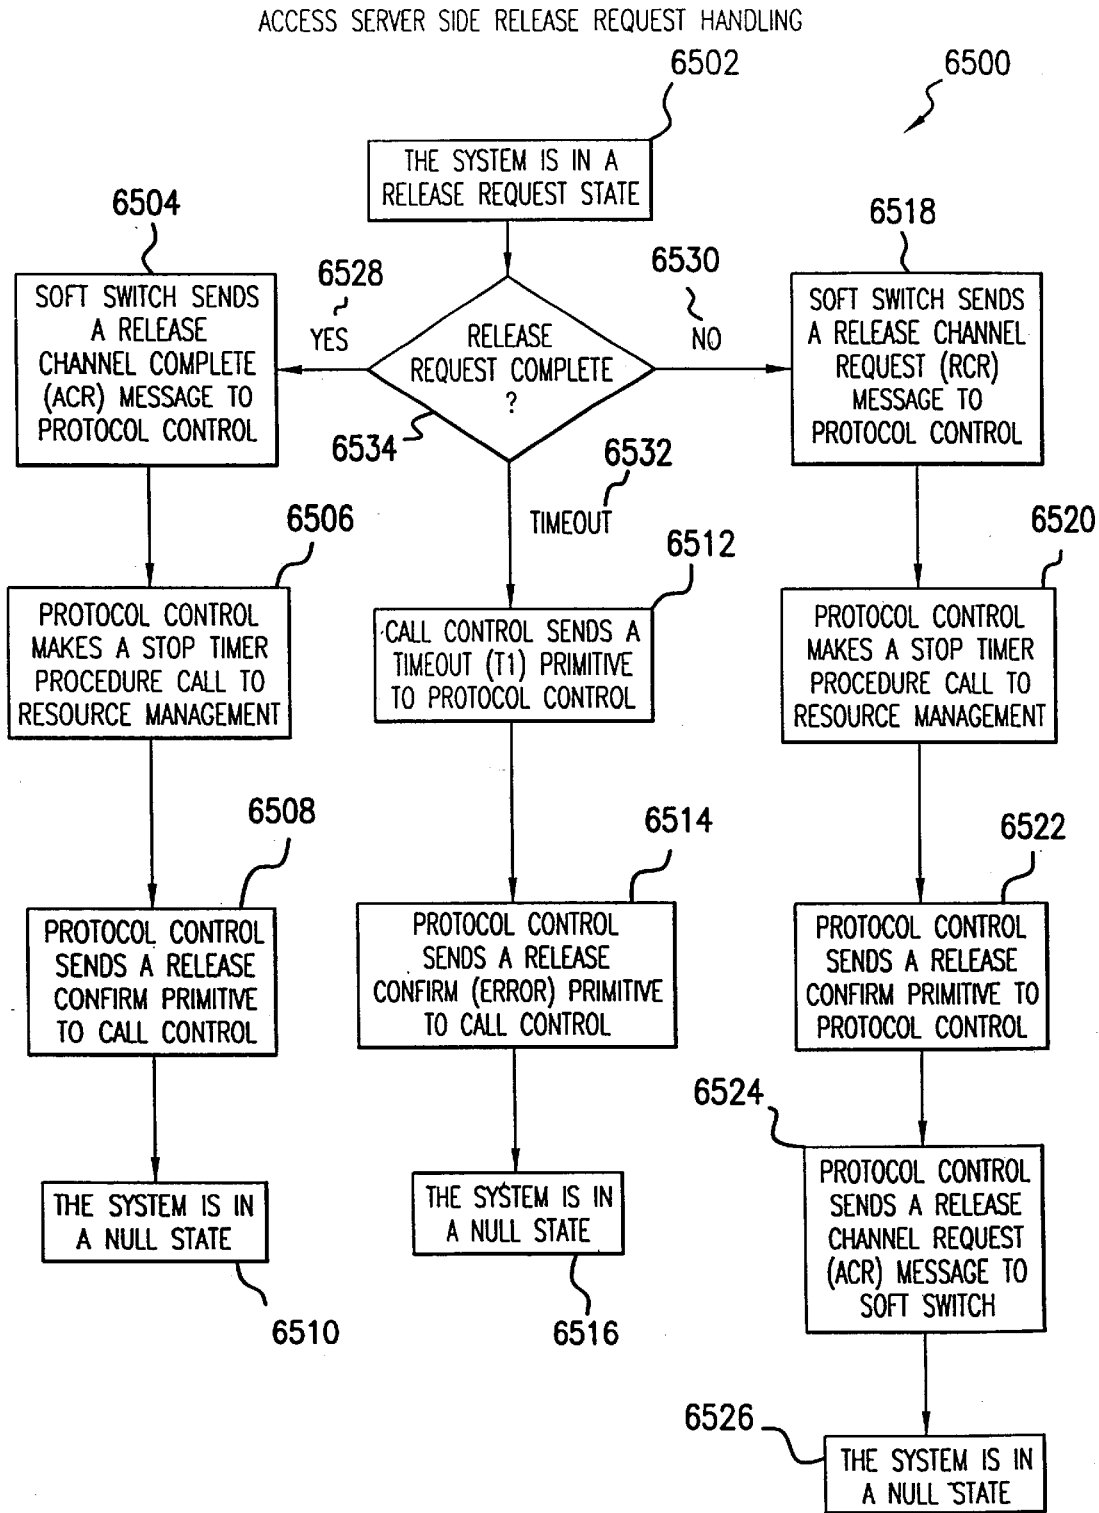 ACCESS SERVER SIDE RELEASE REQUEST HANDLING
6502
6500
THE SYSTEM IS IN A
RELEASE REQUEST STATE
6504
SOFT SWITCH SENDS
A RELEASE
CHANNEL COMPLETE
(ACR) MESSAGE TO
PROTOCOL CONTROL
6528
YES
RELEASE
REQUEST COMPLETE
?
6534
6530
NO
6518
SOFT SWITCH SENDS
A RELEASE CHANNEL
REQUEST (RCR)
MESSAGE TO
PROTOCOL CONTROL
6532
TIMEOUT
6506
PROTOCOL CONTROL
MAKES A STOP TIMER
PROCEDURE CALL TO
RESOURCE MANAGEMENT
6512
CALL CONTROL SENDS A
TIMEOUT (T1) PRIMITIVE
TO PROTOCOL CONTROL
6520
PROTOCOL CONTROL
MAKES A STOP TIMER
PROCEDURE CALL TO
RESOURCE MANAGEMENT
6508
PROTOCOL CONTROL
SENDS A RELEASE
CONFIRM PRIMITIVE
TO CALL CONTROL
6514
PROTOCOL CONTROL
SENDS A RELEASE
CONFIRM (ERROR) PRIMITIVE
TO CALL CONTROL
6522
PROTOCOL CONTROL
SENDS A RELEASE
CONFIRM PRIMITIVE TO
PROTOCOL CONTROL
6524
PROTOCOL CONTROL
SENDS A RELEASE
CHANNEL REQUEST
(ACR) MESSAGE TO
SOFT SWITCH
THE SYSTEM IS IN
A NULL STATE
6510
THE SYSTEM IS IN
A NULL STATE
6516
6526
THE SYSTEM IS IN
A NULL STATE